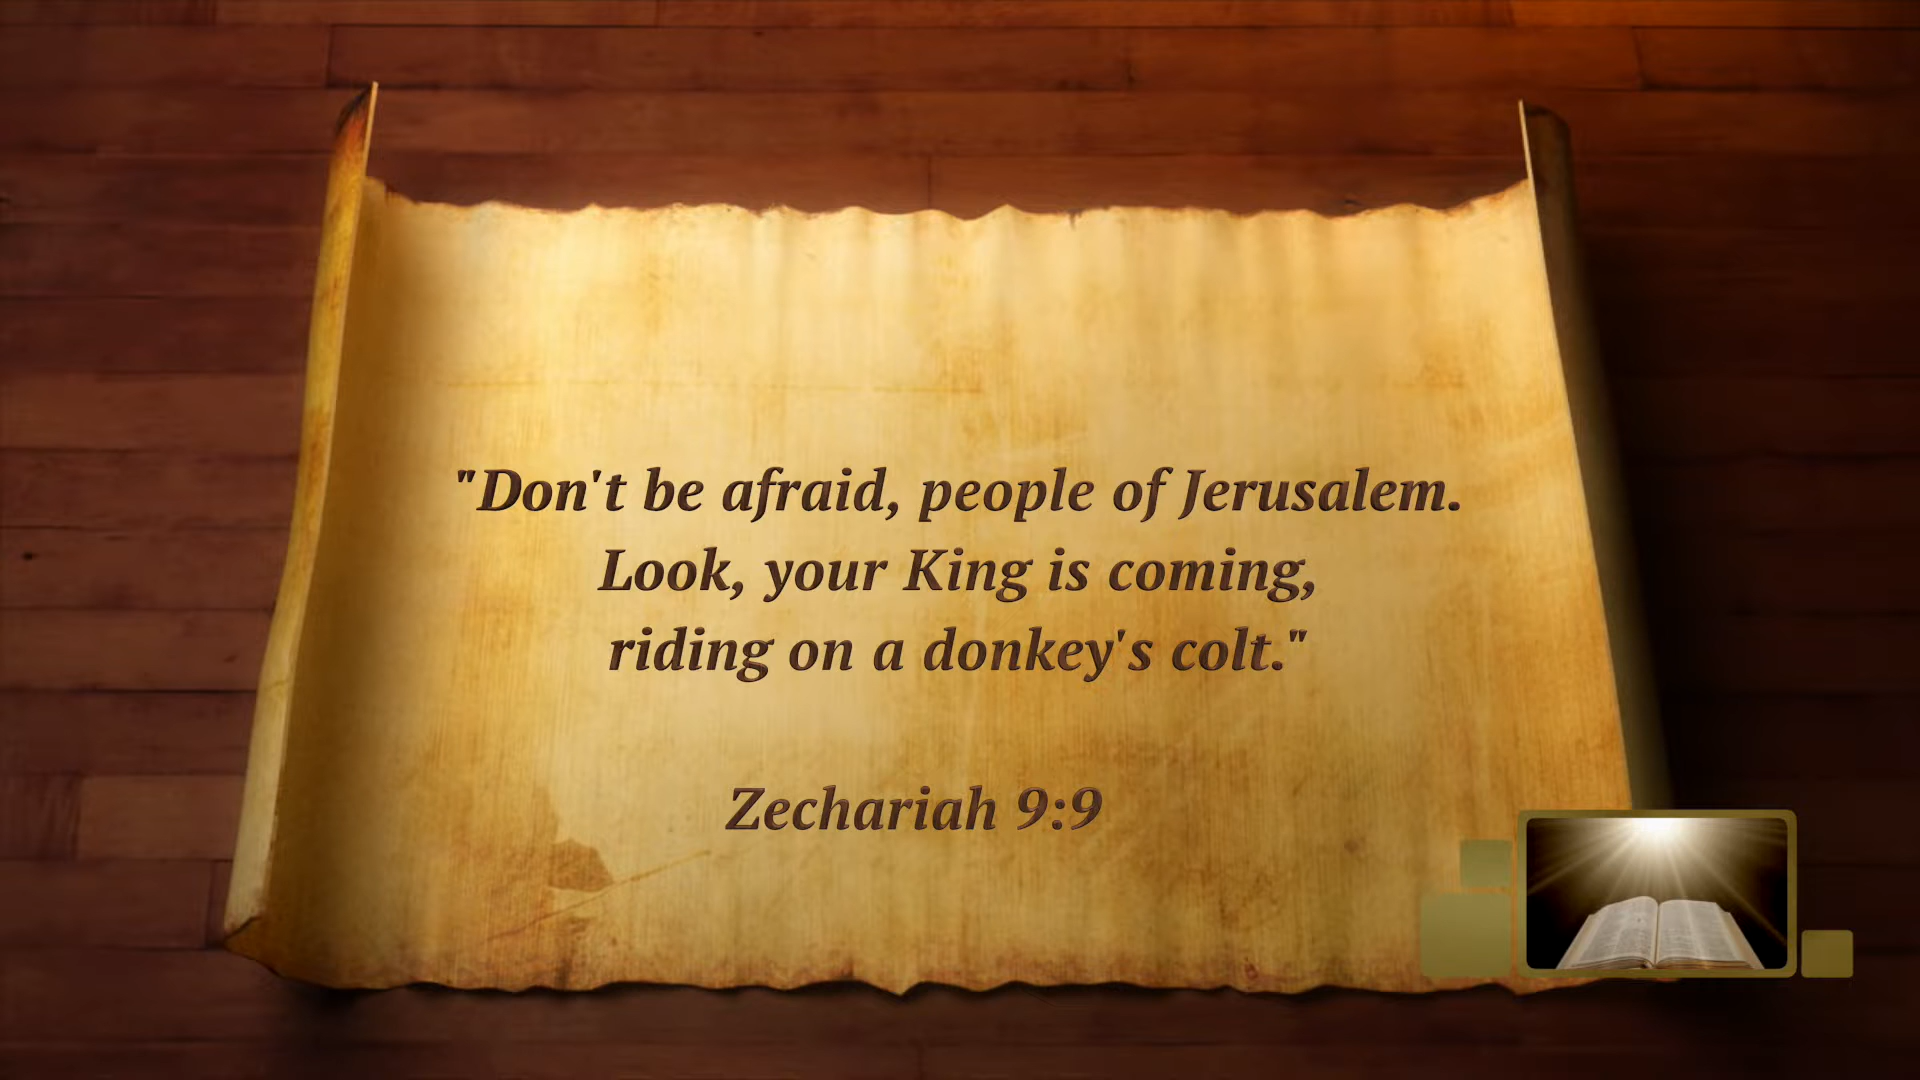 "Don't be afraid, people of Jerusalem.
Look, your King is coming,
riding on a donkey's colt."
Zechariah 9:9